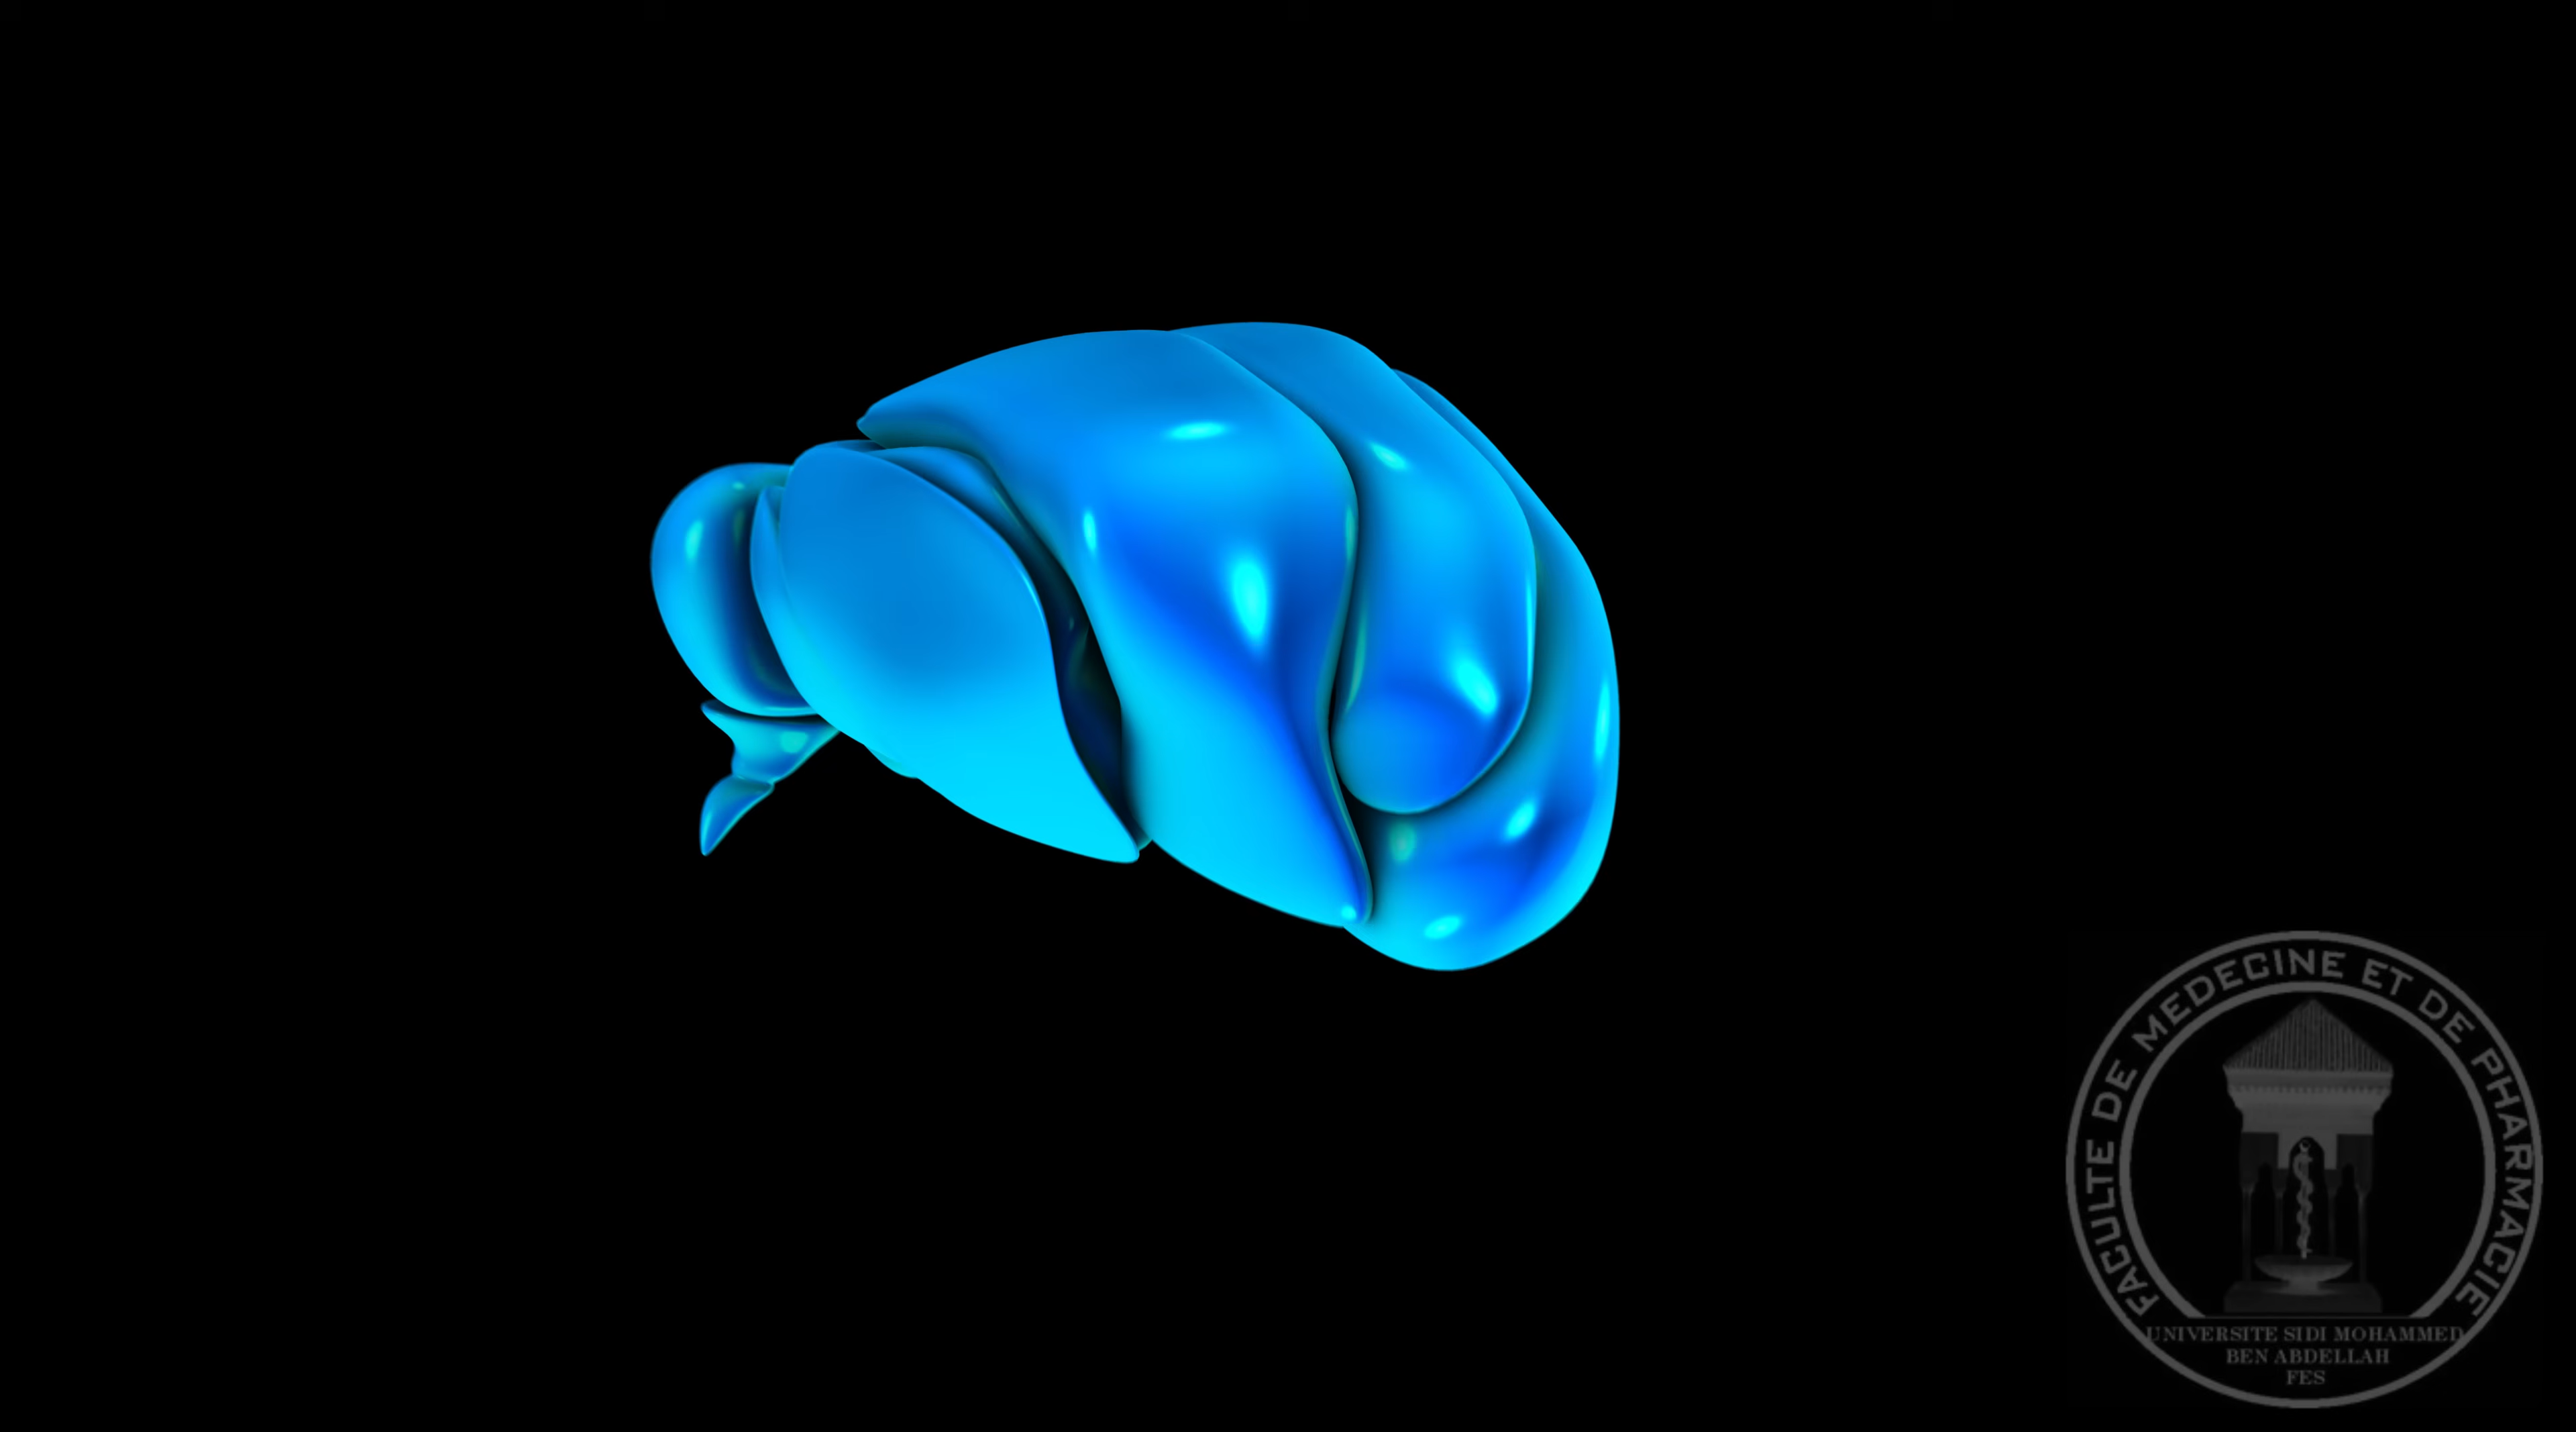 FACULTE DE MEDECINE ET DE PHARMACIE
UNIVERSITE SIDI MOHAMMED
BEN ABDELLAH
FES